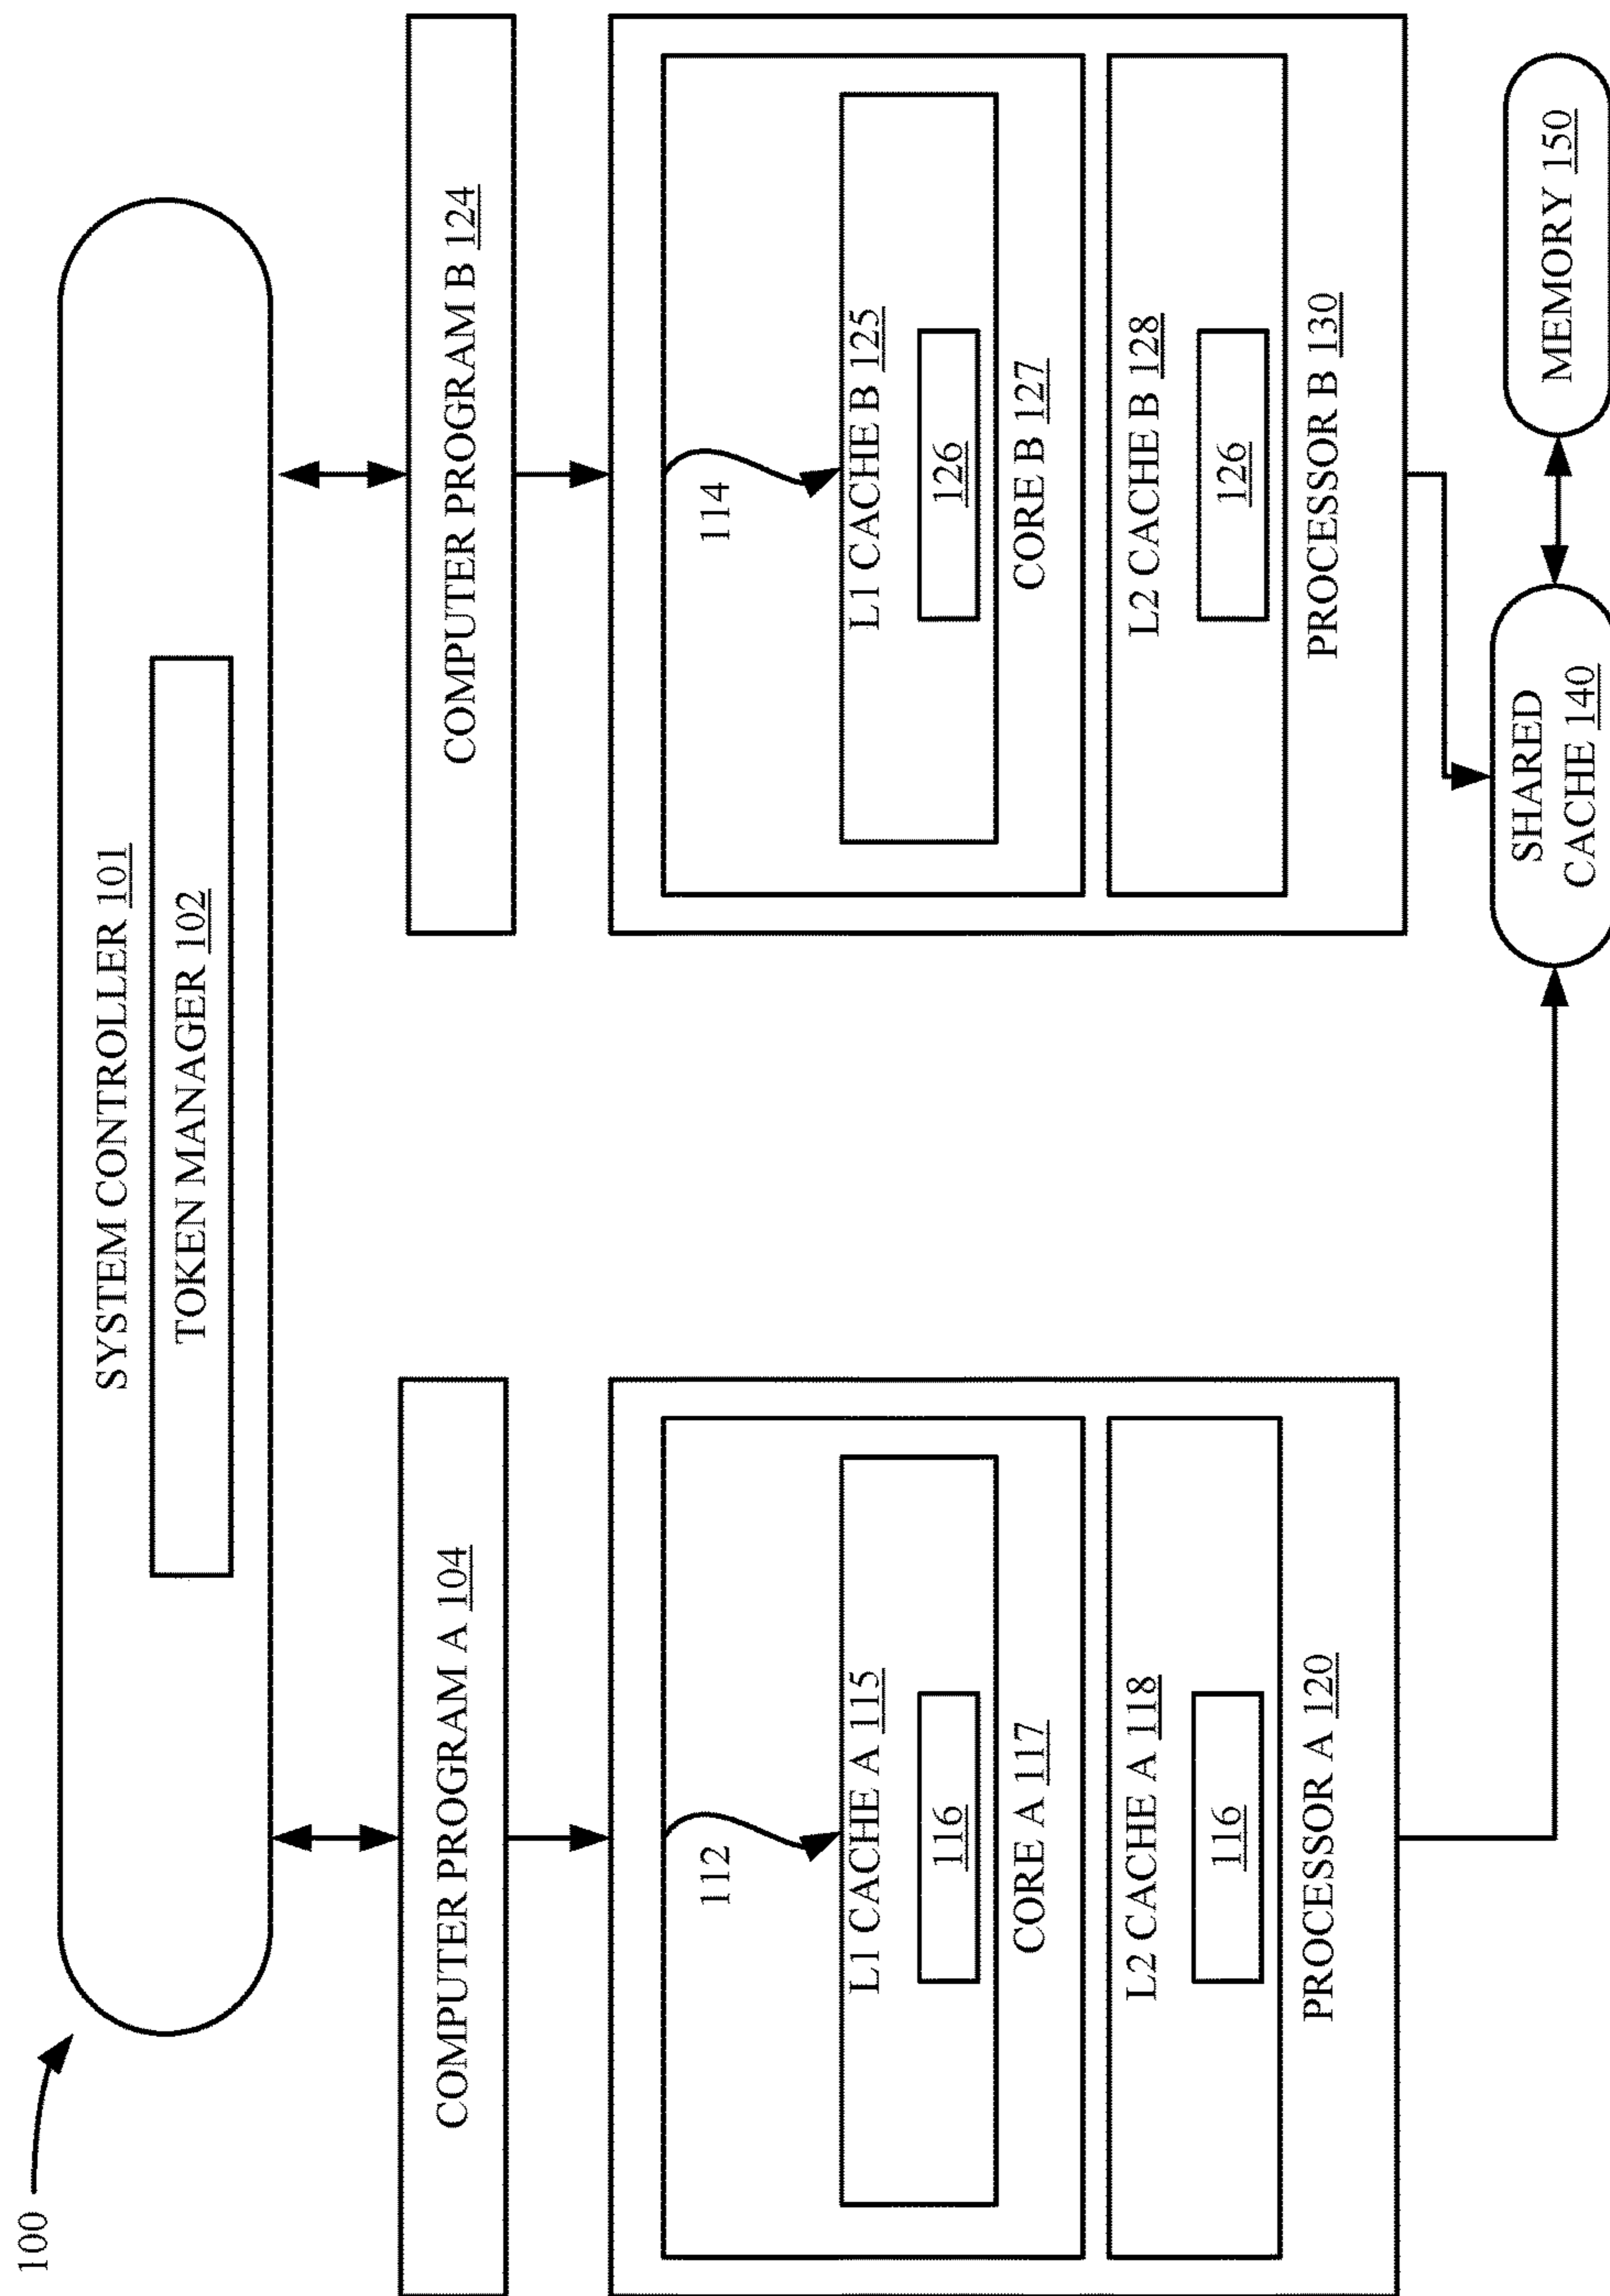 100
SYSTEM CONTROLLER 101
TOKEN MANAGER 102
COMPUTER PROGRAM A 104
112
L1 CACHE A 115
116
CORE A 117
L2 CACHE A 118
116
PROCESSOR A 120
COMPUTER PROGRAM B 124
114
L1 CACHE B 125
126
CORE B 127
L2 CACHE B 128
126
PROCESSOR B 130
SHARED
CACHE 140
MEMORY 150